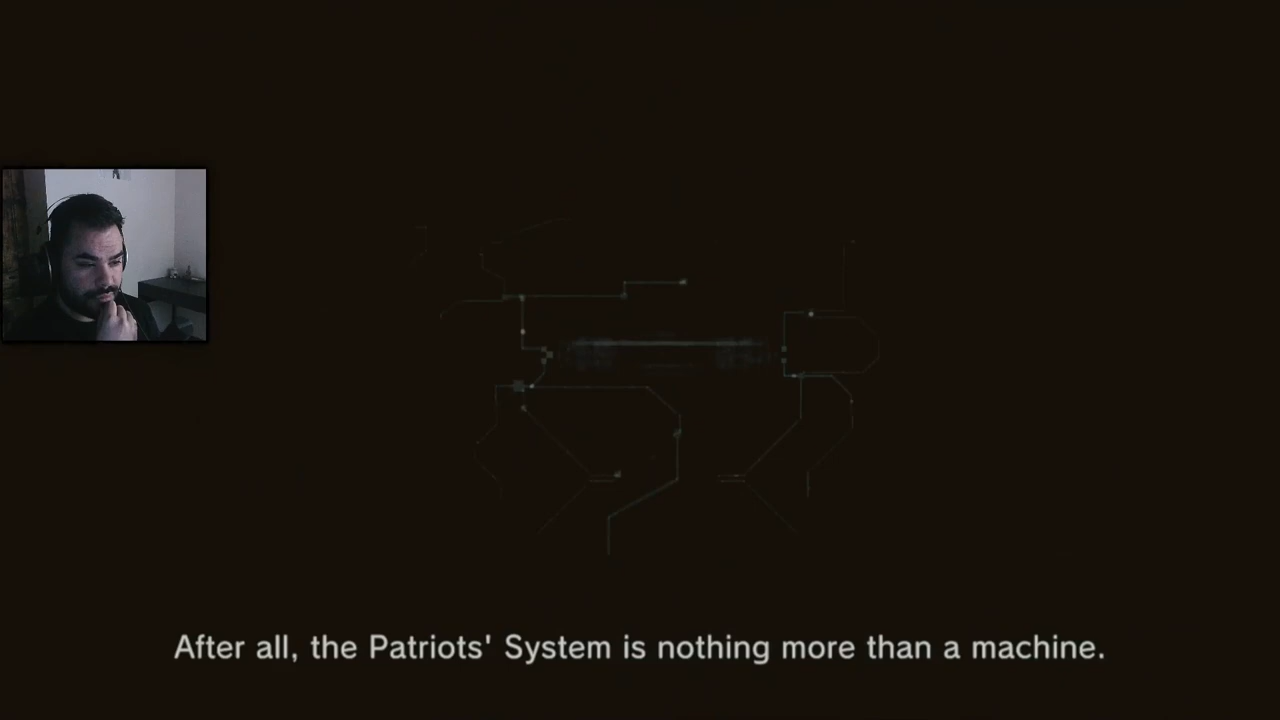 After all, the Patriots' System is nothing more than a machine.